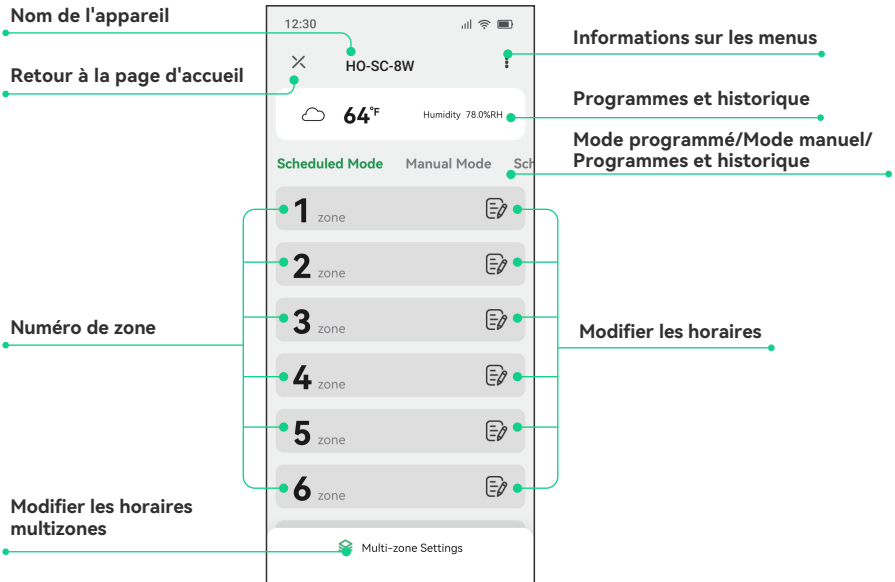 Nom de l'appareil
Retour à la page d'accueil
Numéro de zone
Modifier les horaires
multizones
12:30
HO-SC-8W
64°F
Humidity 78.0%RH
Scheduled Mode
Manual Mode
Sch
1 zone
2 zone
3 zone
4 zone
5 zone
6 zone
Multi-zone Settings
Informations sur les menus
Programmes et historique
Mode programmé/Mode manuel/
Programmes et historique
Modifier les horaires